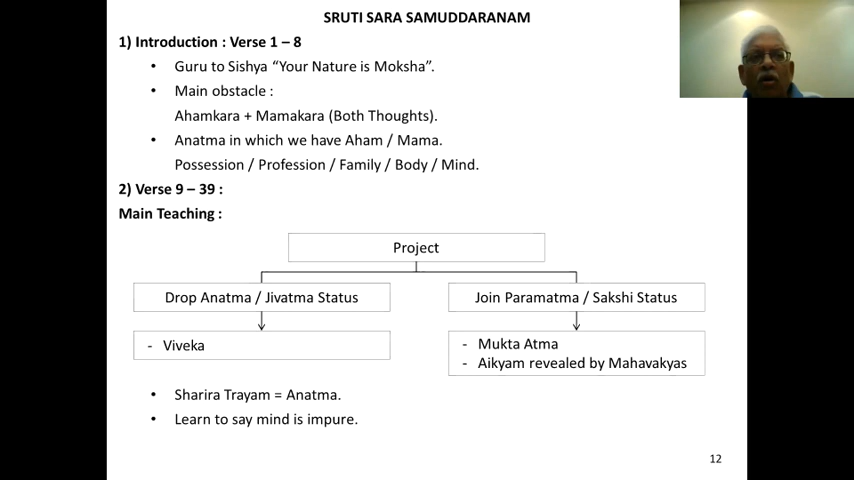 SRUTI SARA SAMUDDARANAM
1) Introduction : Verse 1 – 8
• Guru to Sishya “Your Nature is Moksha”.
• Main obstacle :
Ahamkara + Mamakara (Both Thoughts).
• Anatma in which we have Aham / Mama.
Possession / Profession / Family / Body / Mind.
2) Verse 9 – 39 :
Main Teaching :
Project
Drop Anatma / Jivatma Status
Join Paramatma / Sakshi Status
- Viveka
- Mukta Atma
- Aikyam revealed by Mahavakyas
• Sharira Trayam = Anatma.
• Learn to say mind is impure.
12